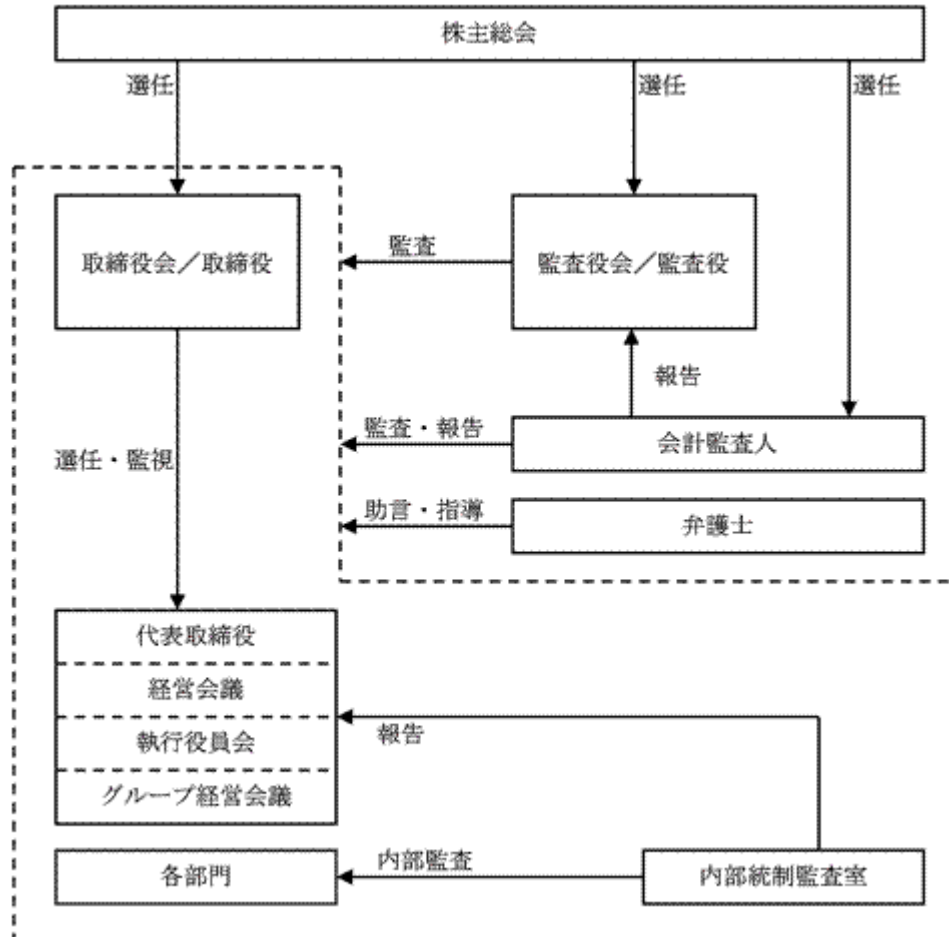 株主総会
選任
選任
選任
取締役会／取締役
監査
監査役会／監査役
報告
監査・報告
会計監査人
選任・監視
助言・指導
弁護士
代表取締役
経営会議
執行役員会
報告
グループ経営会議
各部門
内部監査
内部統制監査室